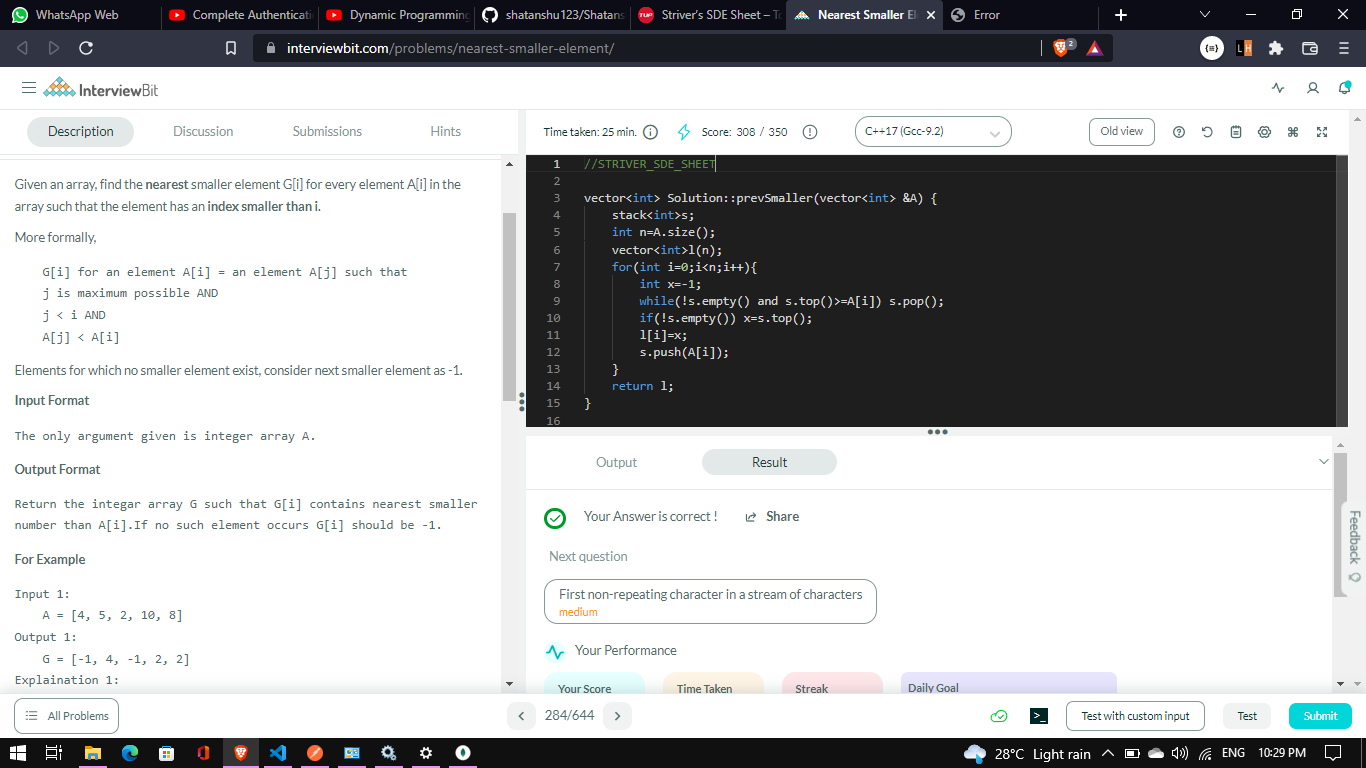 WhatsApp Web
Complete Authenticati
Dynamic Programming
shatanshu123/Shatans
Striver's SDE Sheet – To
Nearest Smaller El
Error
interviewbit.com/problems/nearest-smaller-element/
2
InterviewBit
Description
Discussion
Submissions
Hints
Time taken: 25 min.
Score: 308 / 350
C++17 (Gcc-9.2)
Old view
Given an array, find the nearest smaller element G[i] for every element A[i] in the
array such that the element has an index smaller than i.
More formally,
G[i] for an element A[i] = an element A[j] such that
j is maximum possible AND
j < i AND
A[j] < A[i]
Elements for which no smaller element exist, consider next smaller element as -1.
Input Format
The only argument given is integer array A.
Output Format
Return the integar array G such that G[i] contains nearest smaller
number than A[i].If no such element occurs G[i] should be -1.
For Example
Input 1:
A = [4, 5, 2, 10, 8]
Output 1:
G = [-1, 4, -1, 2, 2]
Explaination 1:
1 //STRIVER_SDE_SHEET
2
3 vector<int> Solution::prevSmaller(vector<int> &A) {
4 stack<int>s;
5 int n=A.size();
6 vector<int>l(n);
7 for(int i=0;i<n;i++){
8 int x=-1;
9 while(!s.empty() and s.top()>=A[i]) s.pop();
10 if(!s.empty()) x=s.top();
11 l[i]=x;
12 s.push(A[i]);
13 }
14 return l;
15 }
16
Output
Result
Your Answer is correct !
Share
Next question
First non-repeating character in a stream of characters
medium
Your Performance
Your Score
Time Taken
Streak
Daily Goal
Feedback
All Problems
284/644
Test with custom input
Test
Submit
28°C Light rain
ENG
10:29 PM